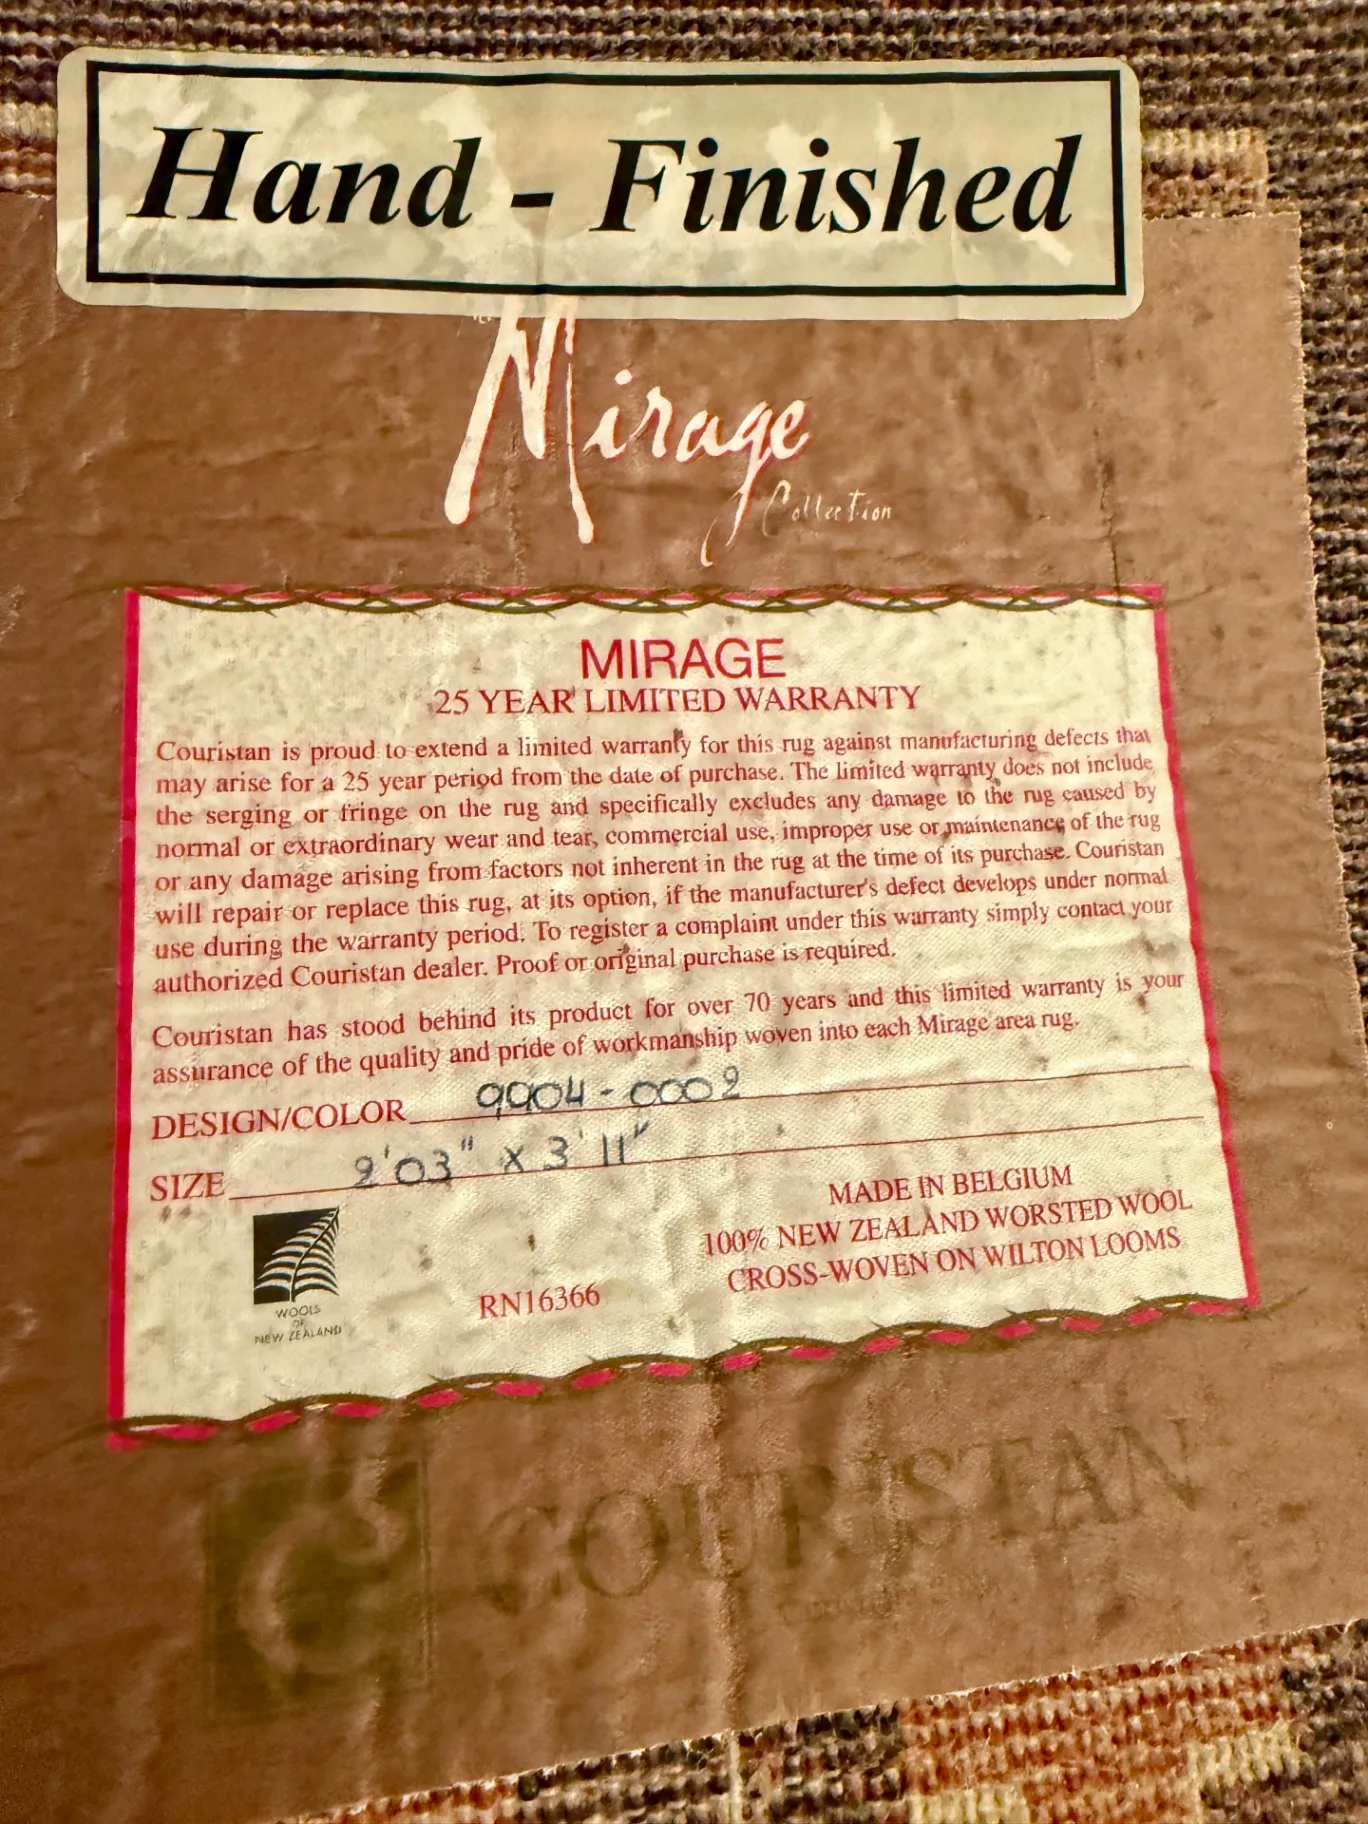 Hand - Finished
Mirage
Collection
MIRAGE
25 YEAR LIMITED WARRANTY
Couristan is proud to extend a limited warranty for this rug against manufacturing defects that
may arise for a 25 year period from the date of purchase. The limited warranty does not include
the serging or fringe on the rug and specifically excludes any damage to the rug caused by
normal or extraordinary wear and tear, commercial use, improper use or maintenance of the rug
or any damage arising from factors not inherent in the rug at the time of its purchase. Couristan
will repair or replace this rug, at its option, if the manufacturer's defect develops under normal
use during the warranty period. To register a complaint under this warranty simply contact your
authorized Couristan dealer. Proof or original purchase is required.
Couristan has stood behind its product for over 70 years and this limited warranty is your
assurance of the quality and pride of workmanship woven into each Mirage area rug.
DESIGN/COLOR 9904-0002
SIZE 2'03" x 3'11"
MADE IN BELGIUM
100% NEW ZEALAND WORSTED WOOL
CROSS-WOVEN ON WILTON LOOMS
RN16366
WOOLS
OF
NEW ZEALAND
COURISTAN